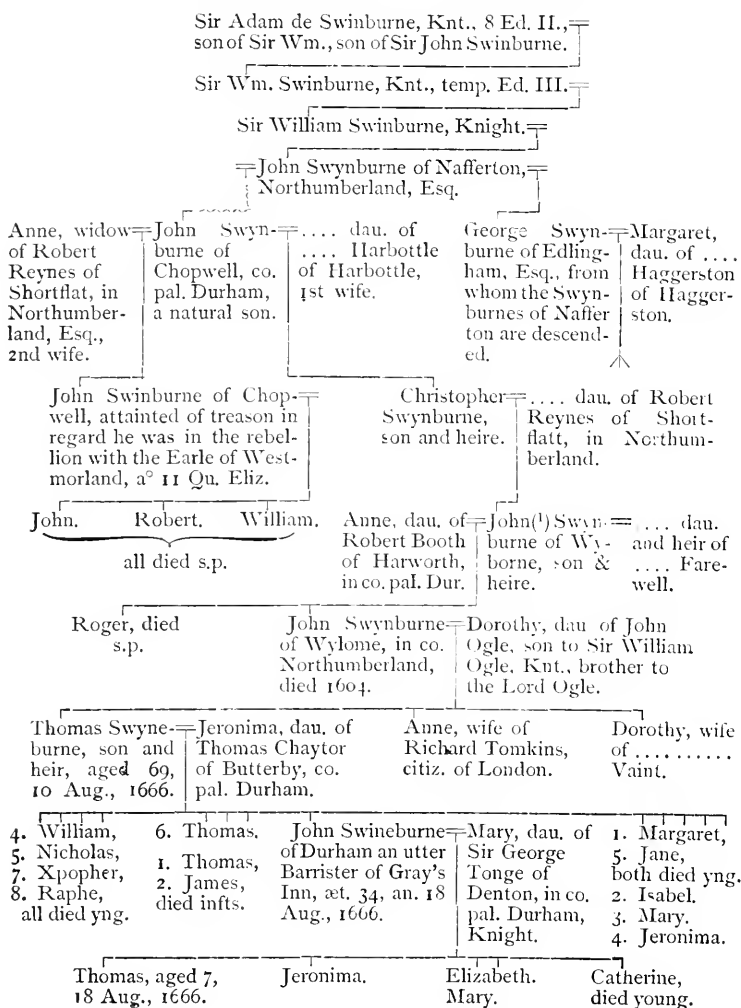 Sir Adam de Swinburne, Knt., 8 Ed. II.,
son of Sir Wm., son of Sir John Swinburne.
Sir Wm. Swinburne, Knt., temp. Ed. III.
Sir William Swinburne, Knight.
John Swynburne of Nafferton,
Northumberland, Esq.
Anne, widow
of Robert
Reynes of
Shortflat, in
Northumber-
land, Esq.,
2nd wife.
John Swyn-
burne of
Chopwell, co.
pal. Durham,
a natural son.
.... dau. of
.... Harbottle
of Harbottle,
1st wife.
George Swyn-
burne of Edling-
ham, Esq., from
whom the Swyn-
burnes of Naffer
ton are descend-
ed.
Margaret,
dau. of ....
Haggerston
of Hagger-
ston.
John Swinburne of Chop-
well, attainted of treason in
regard he was in the rebel-
lion with the Earle of West-
morland, a° 11 Qu. Eliz.
Christopher
Swynburne,
son and heire.
.... dau. of Robert
Reynes of Short-
flatt, in Northum-
berland.
John. Robert. William.
all died s.p.
Anne, dau. of
Robert Booth
of Harworth,
in co. pal. Dur.
John(¹) Swyn-
burne of Wy-
borne, son &
heire.
.... dau.
and heir of
.... Fare-
well.
Roger, died
s.p.
John Swynburne
of Wylome, in co.
Northumberland,
died 1604.
Dorothy, dau of John
Ogle, son to Sir William
Ogle, Knt., brother to
the Lord Ogle.
Thomas Swyne-
burne, son and
heir, aged 69,
10 Aug., 1666.
Jeronima, dau. of
Thomas Chaytor
of Butterby, co.
pal. Durham.
Anne, wife of
Richard Tomkins,
citiz. of London.
Dorothy, wife
of ..........
Vaint.
4. William,
5. Nicholas,
7. Xpopher,
8. Raphe,
all died yng.
6. Thomas.
1. Thomas,
2. James,
died infts.
John Swineburne
of Durham an utter
Barrister of Gray's
Inn, æt. 34, an. 18
Aug., 1666.
Mary, dau. of
Sir George
Tonge of
Denton, in co.
pal. Durham,
Knight.
1. Margaret,
5. Jane,
both died yng.
2. Isabel.
3. Mary.
4. Jeronima.
Thomas, aged 7,
18 Aug., 1666.
Jeronima.
Elizabeth.
Mary.
Catherine,
died young.